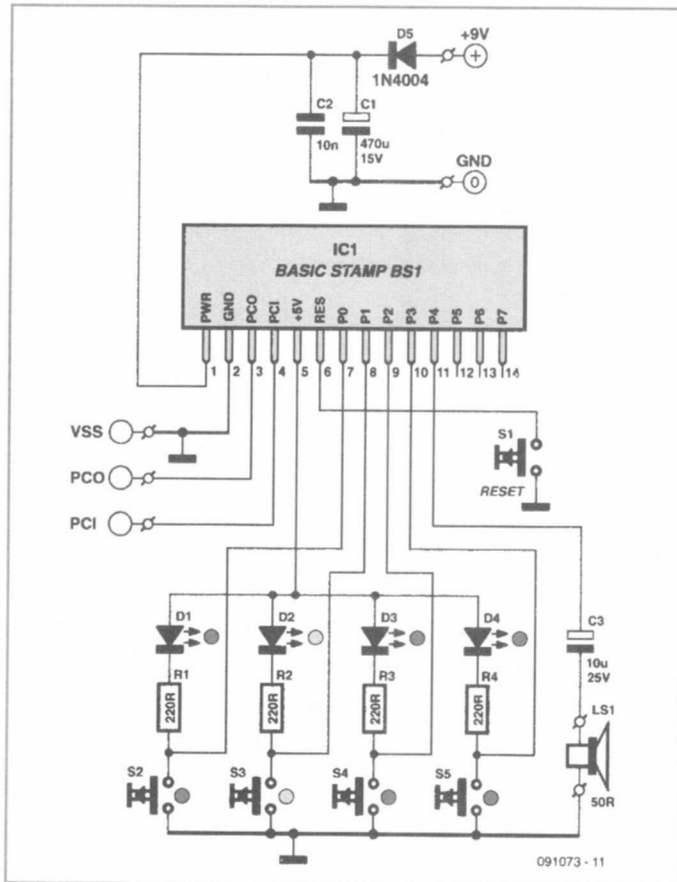 D5
+9V
1N4004
C2
10n
C1
470u
15V
GND
0
IC1
BASIC STAMP BS1
PWR GND PCO PCI +5V RES P0 P1 P2 P3 P4 P5 P6 P7
1 2 3 4 5 6 7 8 9 10 11 12 13 14
VSS
PCO
PCI
S1
RESET
D1 D2 D3 D4
C3
10u
25V
R1 R2 R3 R4
220R 220R 220R 220R
LS1
S2 S3 S4 S5
50R
091073 - 11